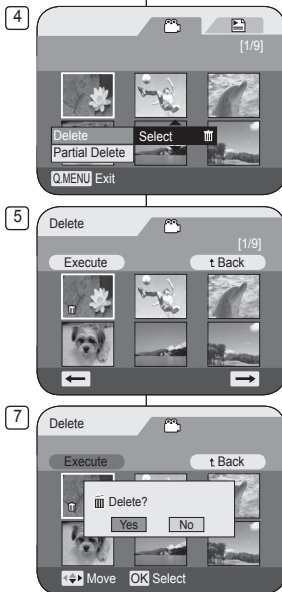 4
[1/9]
Delete Select
Partial Delete
Q.MENU Exit
5
Delete
[1/9]
Execute Back
7
Delete
Execute Back
Delete?
Yes No
Move OK Select